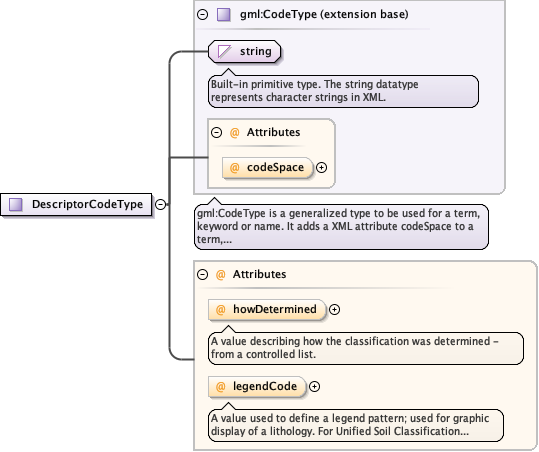 gml:CodeType (extension base)
string
Built-in primitive type. The string datatype
represents character strings in XML.
@ Attributes
@ codeSpace
DescriptorCodeType
gml:CodeType is a generalized type to be used for a term,
keyword or name. It adds a XML attribute codeSpace to a
term,...
@ Attributes
@ howDetermined
A value describing how the classification was determined -
from a controlled list.
@ legendCode
A value used to define a legend pattern; used for graphic
display of a lithology. For Unified Soil Classification...